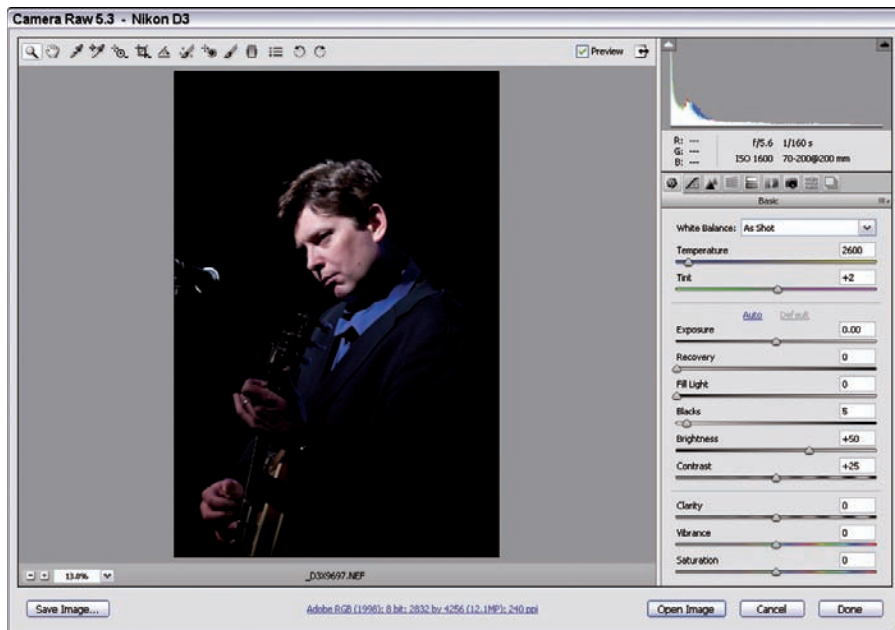 Camera Raw 5.3 - Nikon D3
Preview
R: ---
G: ---
B: ---
f/5.6 1/160 s
ISO 1600 70-200@200 mm
Basic
White Balance: As Shot
Temperature 2600
Tint +2
Auto Default
Exposure 0.00
Recovery 0
Fill Light 0
Blacks 5
Brightness +50
Contrast +25
Clarity 0
Vibrance 0
Saturation 0
13.0% _D3X9697.NEF
Save Image... Adobe RGB (1998); 8 bit; 2832 by 4256 (12.1MP); 240 ppi Open Image Cancel Done